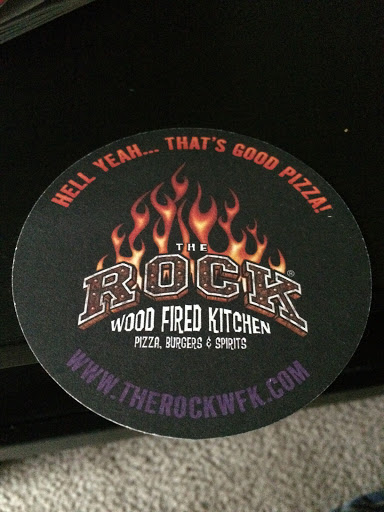 HELL YEAH... THAT'S GOOD PIZZA!
THE
ROCK®
WOOD FIRED KITCHEN
PIZZA, BURGERS & SPIRITS
WWW.THEROCKWFK.COM